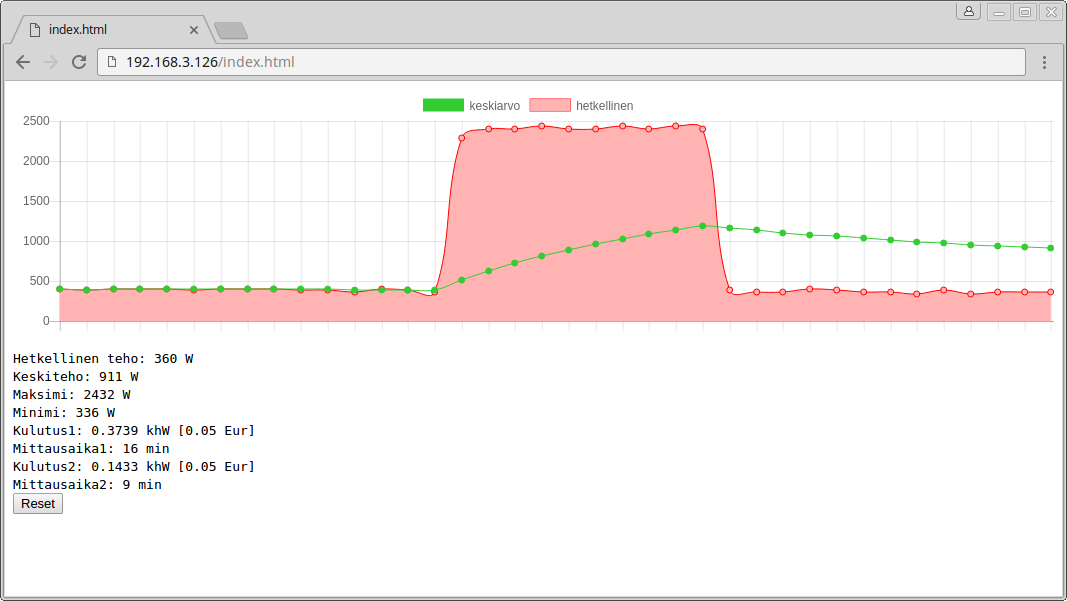 index.html
192.168.3.126/index.html
keskiarvo hetkellinen
2500
2000
1500
1000
500
0
Hetkellinen teho: 360 W
Keskiteho: 911 W
Maksimi: 2432 W
Minimi: 336 W
Kulutus1: 0.3739 khW [0.05 Eur]
Mittausaika1: 16 min
Kulutus2: 0.1433 khW [0.05 Eur]
Mittausaika2: 9 min
Reset